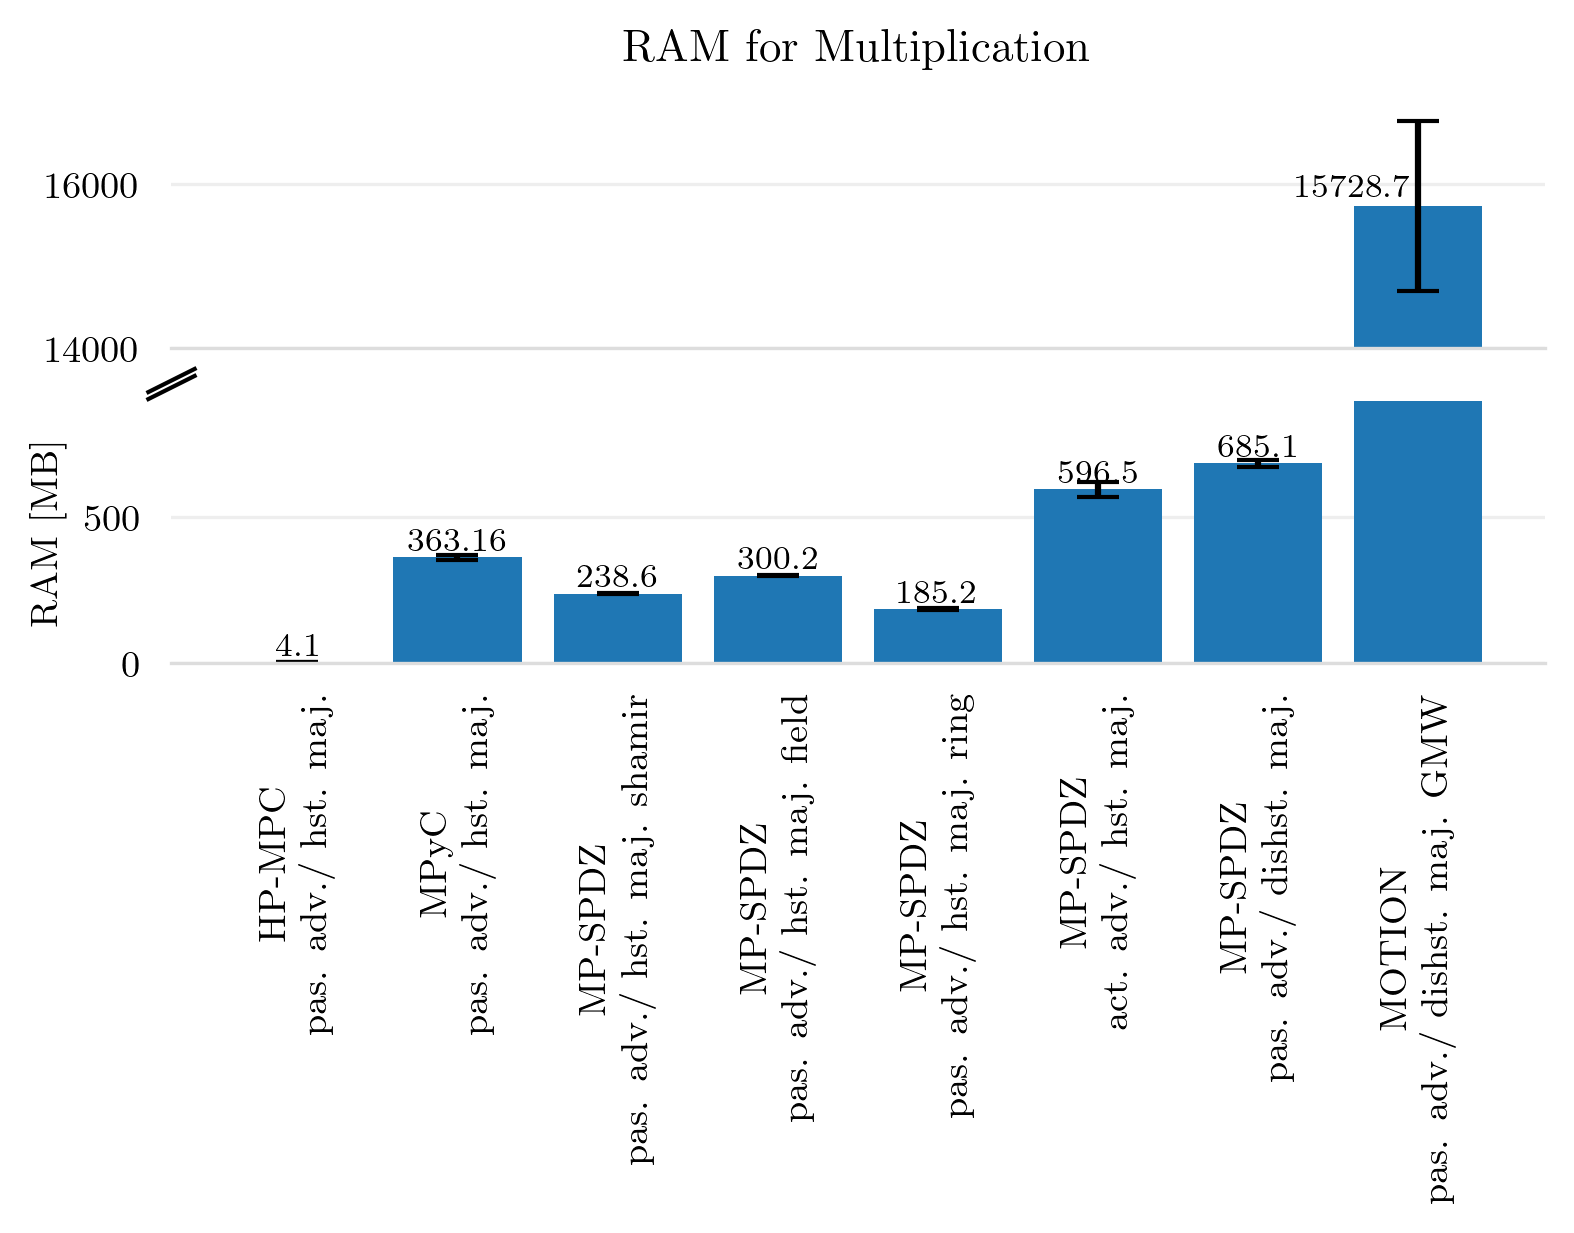 RAM for Multiplication
16000
14000
RAM [MB]
500
0
4.1
363.16
238.6
300.2
185.2
596.5
685.1
15728.7
HP-MPC
pas. adv./ hst. maj.
MPyC
pas. adv./ hst. maj.
MP-SPDZ
pas. adv./ hst. maj. shamir
MP-SPDZ
pas. adv./ hst. maj. field
MP-SPDZ
pas. adv./ hst. maj. ring
MP-SPDZ
act. adv./ hst. maj.
MP-SPDZ
pas. adv/ dishst. maj.
MOTION
pas. adv./ dishst. maj. GMW